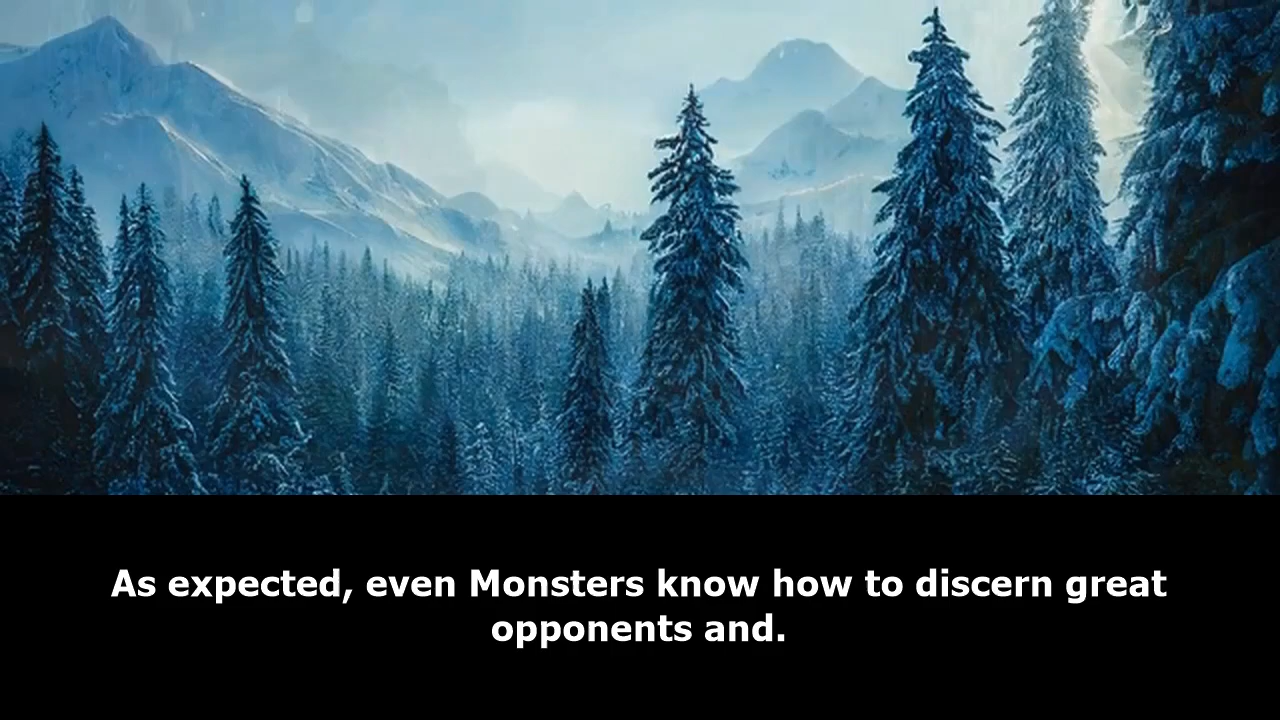 As expected, even Monsters know how to discern great
opponents and.